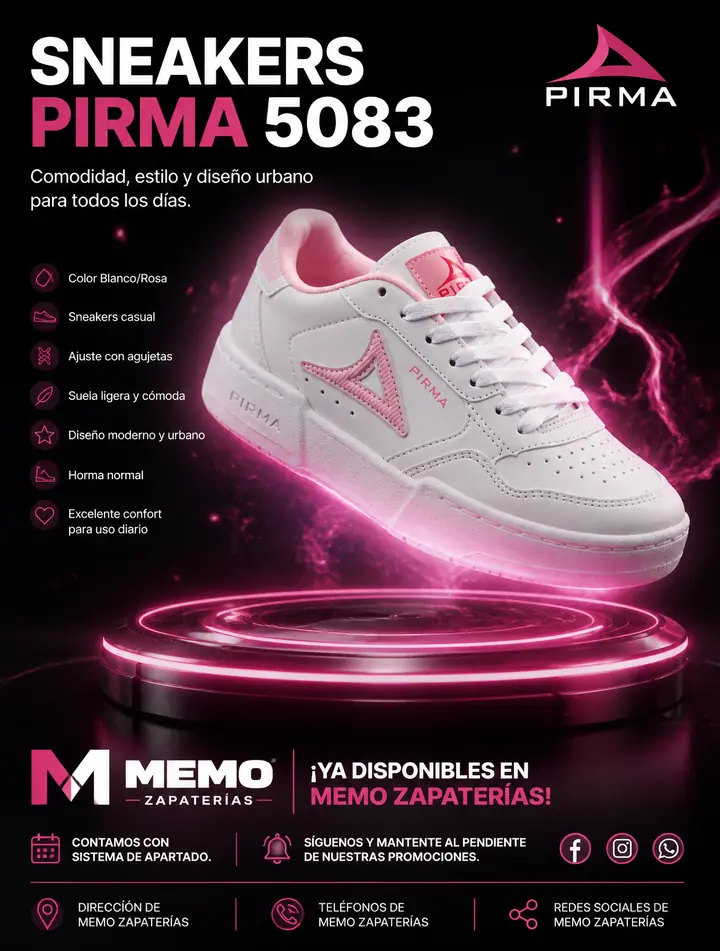 SNEAKERS
PIRMA 5083
PIRMA
Comodidad, estilo y diseño urbano
para todos los días.
Color Blanco/Rosa
Sneakers casual
Ajuste con agujetas
Suela ligera y cómoda
Diseño moderno y urbano
Horma normal
Excelente confort
para uso diario
PIRMA
PIRMA
M MEMO
ZAPATERÍAS
¡YA DISPONIBLES EN
MEMO ZAPATERÍAS!
CONTAMOS CON
SISTEMA DE APARTADO.
SÍGUENOS Y MANTENTE AL PENDIENTE
DE NUESTRAS PROMOCIONES.
DIRECCIÓN DE
MEMO ZAPATERÍAS
TELÉFONOS DE
MEMO ZAPATERÍAS
REDES SOCIALES DE
MEMO ZAPATERÍAS